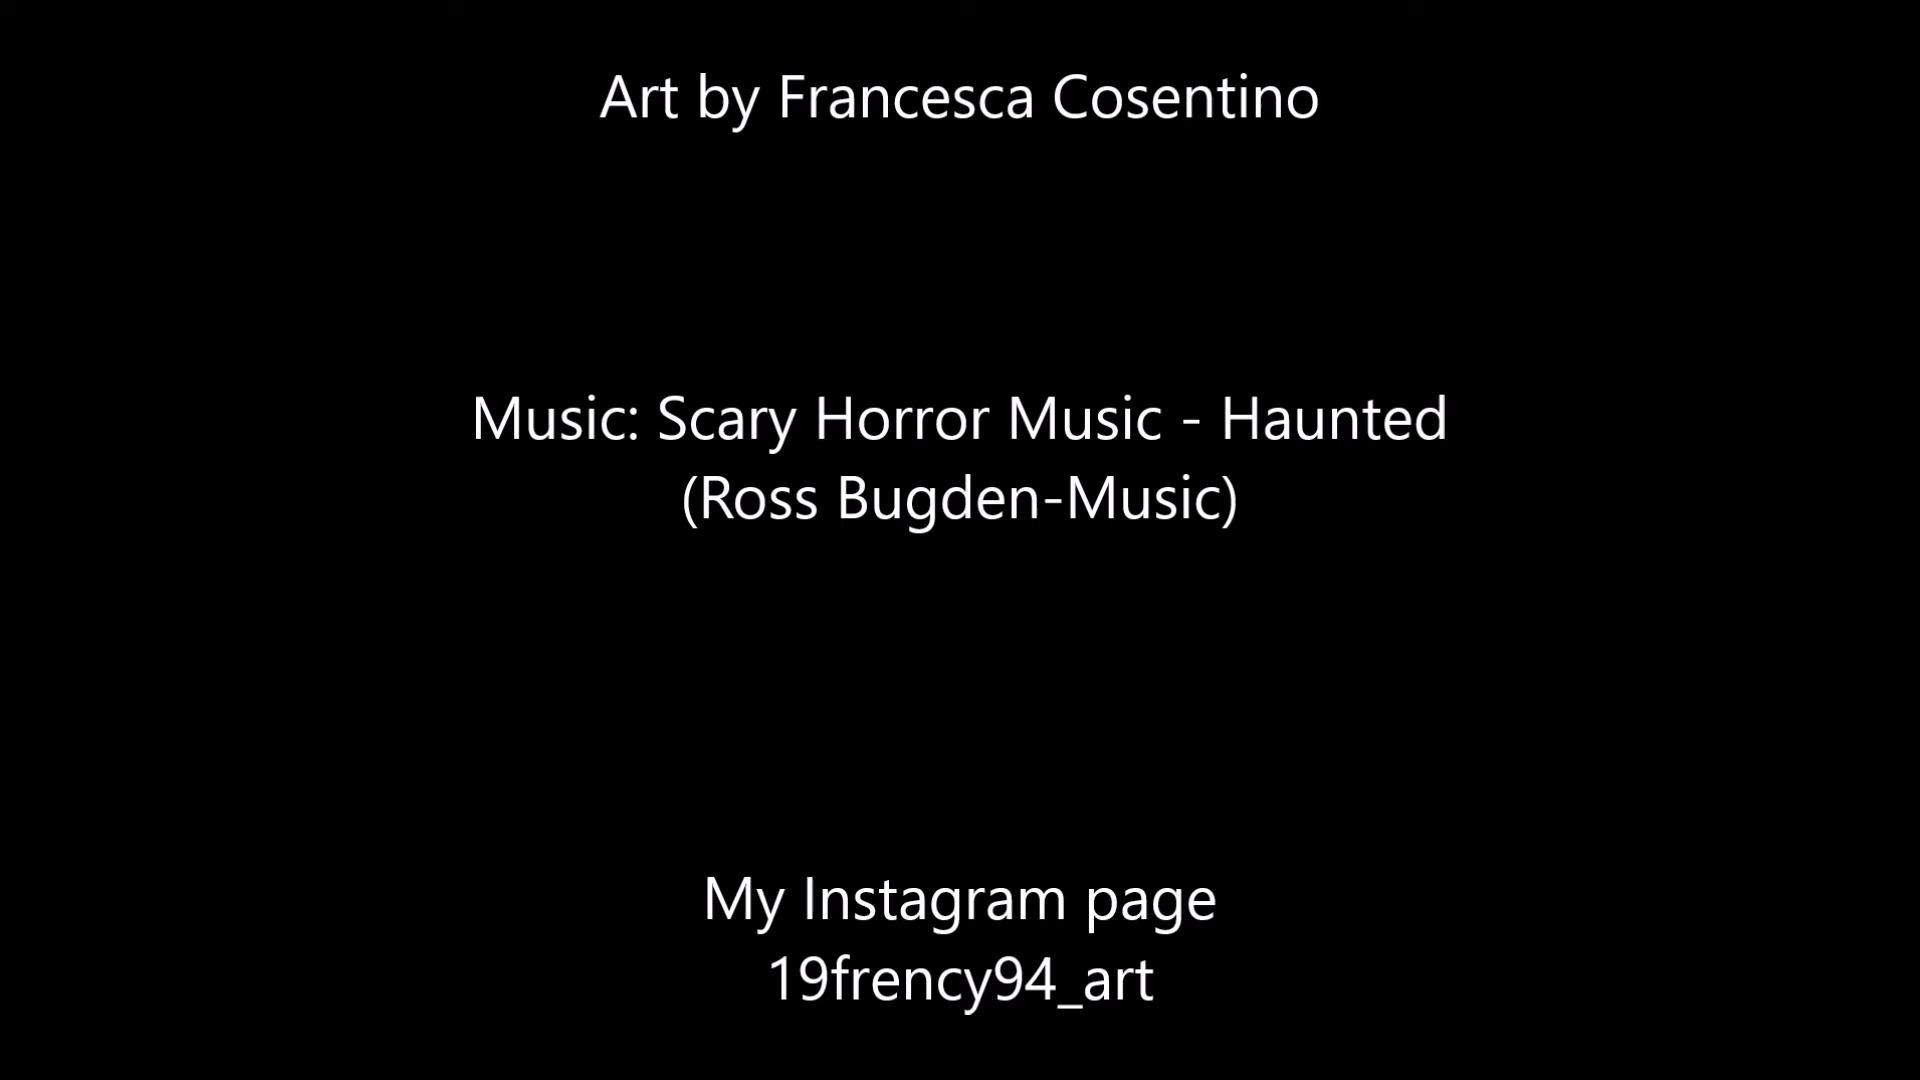 Art by Francesca Cosentino
Music: Scary Horror Music - Haunted
(Ross Bugden-Music)
My Instagram page
19frency94_art